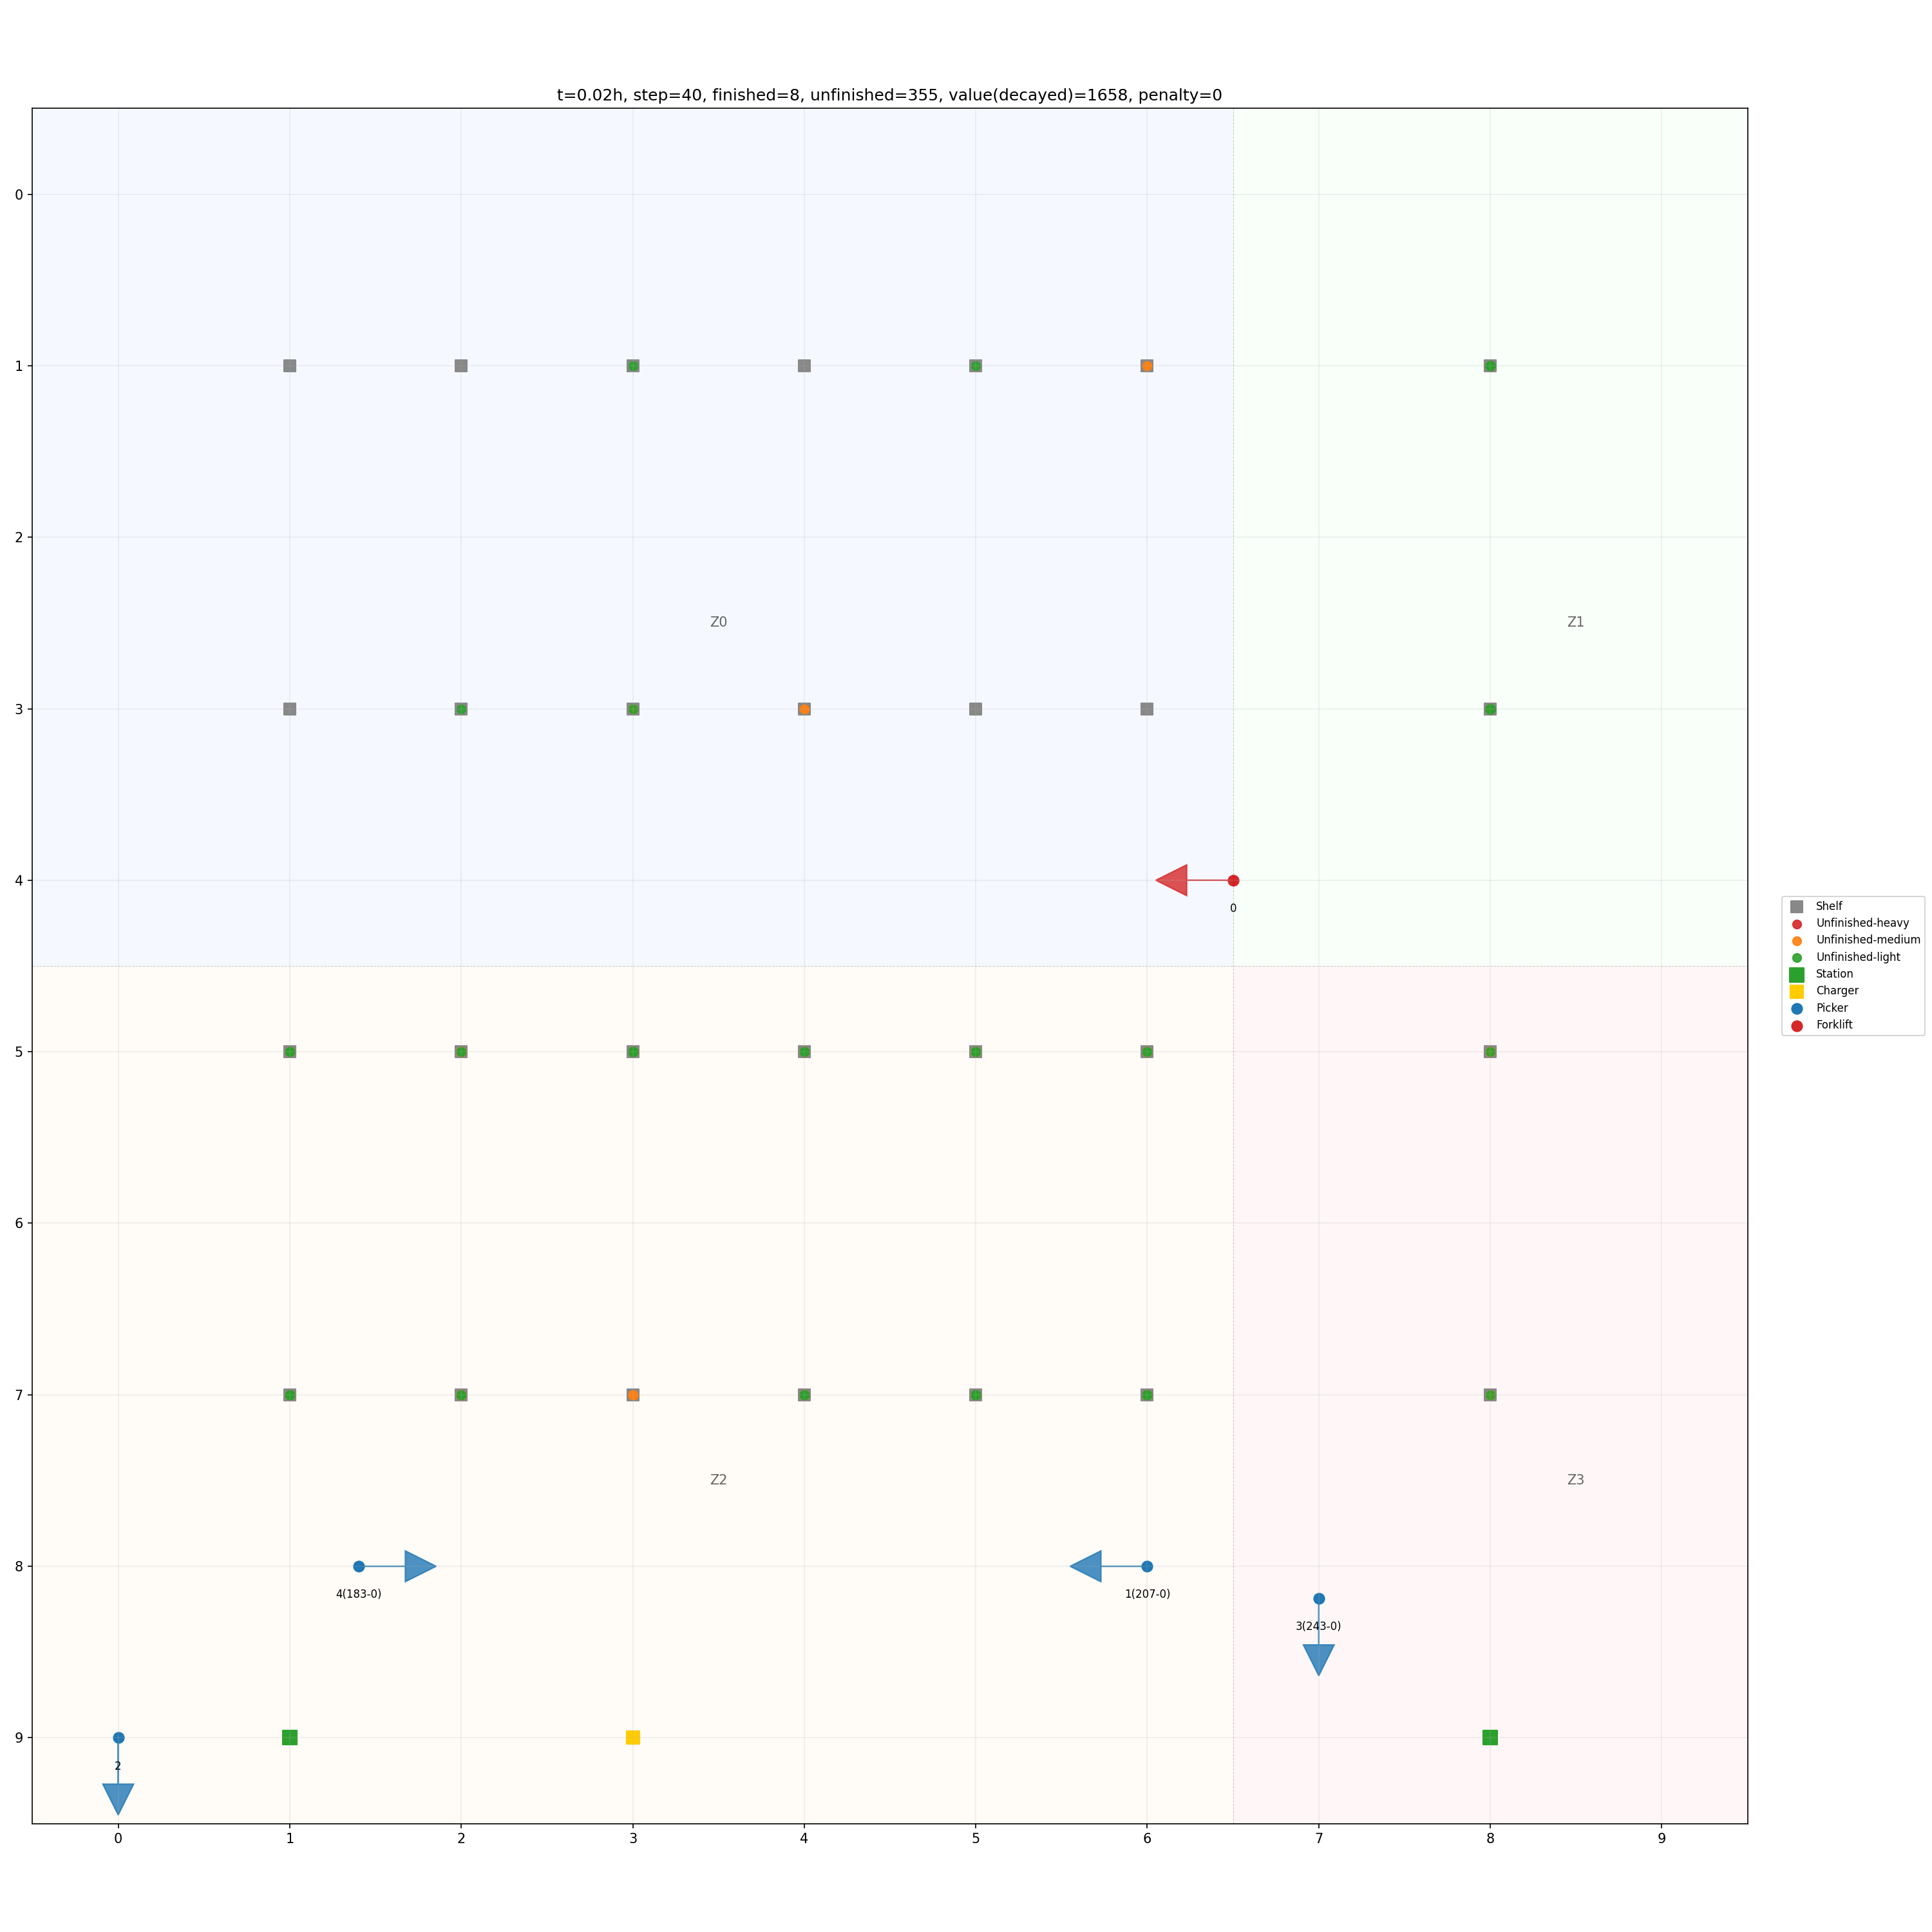 t=0.02h, step=40, finished=8, unfinished=355, value(decayed)=1658, penalty=0
0
1
2
Z0
Z1
3
4
0
Shelf
Unfinished-heavy
Unfinished-medium
Unfinished-light
Station
Charger
Picker
Forklift
5
6
7
Z2
Z3
8
4(183-0)
1(207-0)
3(243-0)
9
2
0 1 2 3 4 5 6 7 8 9